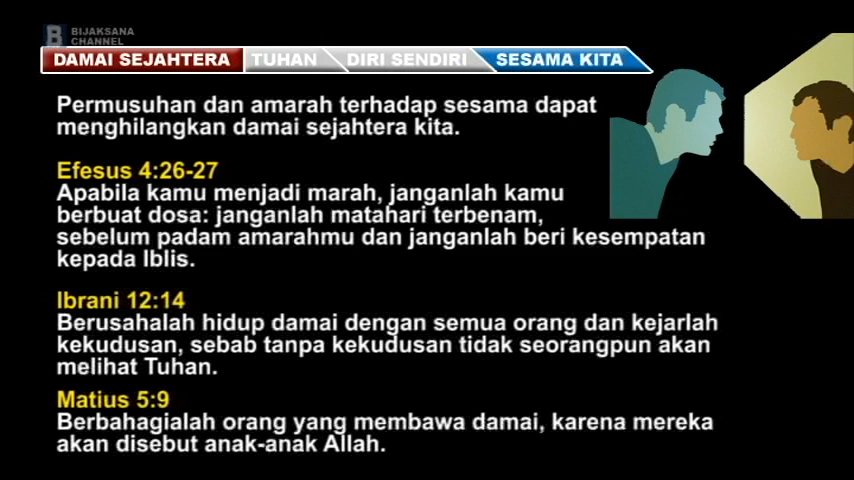 BIJAKSANA
CHANNEL
DAMAI SEJAHTERA TUHAN DIRI SENDIRI SESAMA KITA
Permusuhan dan amarah terhadap sesama dapat
menghilangkan damai sejahtera kita.
Efesus 4:26-27
Apabila kamu menjadi marah, janganlah kamu
berbuat dosa: janganlah matahari terbenam,
sebelum padam amarahmu dan janganlah beri kesempatan
kepada Iblis.
Ibrani 12:14
Berusahalah hidup damai dengan semua orang dan kejarlah
kekudusan, sebab tanpa kekudusan tidak seorangpun akan
melihat Tuhan.
Matius 5:9
Berbahagialah orang yang membawa damai, karena mereka
akan disebut anak-anak Allah.